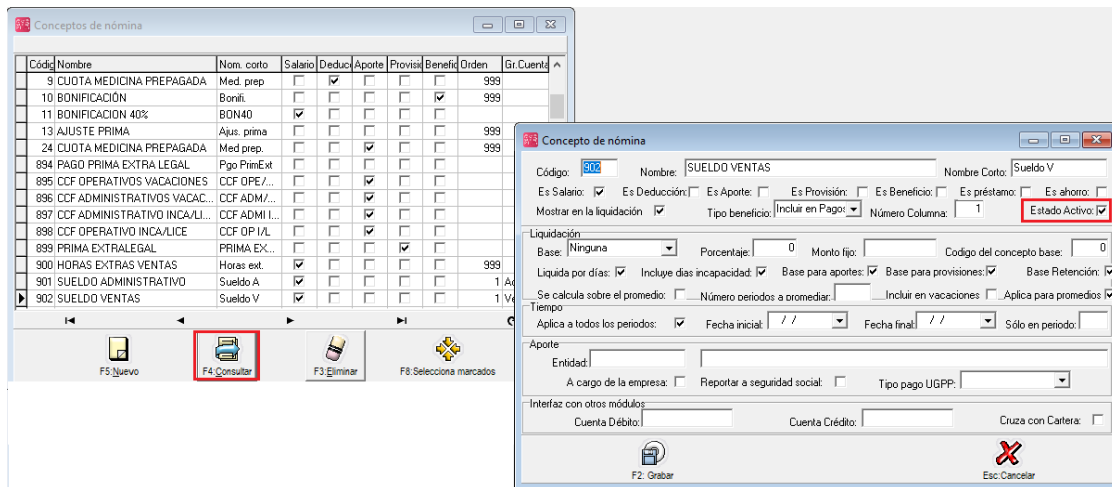 Conceptos de nómina
Códig Nombre Nom. corto Salario Deducc Aporte Provisió Benefic Orden Gr.Cuenta
9 CUOTA MEDICINA PREPAGADA Med. prep 999
10 BONIFICACIÓN Bonifi. 999
11 BONIFICACION 40% BON40
13 AJUSTE PRIMA Ajus. prima 999
24 CUOTA MEDICINA PREPAGADA Med prep. 999
894 PAGO PRIMA EXTRA LEGAL Pgo PrimExt
895 CCF OPERATIVOS VACACIONES CCF OPE/...
896 CCF ADMINISTRATIVOS VACAC... CCF ADM/...
897 CCF ADMINISTRATIVO INCA/LI... CCF ADMI I...
898 CCF OPERATIVO INCA/LICE CCF OP I/L
899 PRIMA EXTRALEGAL PRIMA EX...
900 HORAS EXTRAS VENTAS Horas ext. 999
901 SUELDO ADMINISTRATIVO Sueldo A 1 Ad
902 SUELDO VENTAS Sueldo V 1 Ve
F5:Nuevo F4:Consultar F3:Eliminar F8:Selecciona marcados
Concepto de nómina
Código: 902 Nombre: SUELDO VENTAS Nombre Corto: Sueldo V
Es Salario: Es Deducción: Es Aporte: Es Provisión: Es Beneficio: Es préstamo: Es ahorro:
Mostrar en la liquidación Tipo beneficio: Incluir en Pagos Número Columna: 1 Estado Activo:
Liquidación
Base: Ninguna Porcentaje: 0 Monto fijo: Codigo del concepto base: 0
Liquida por días: Incluye dias incapacidad: Base para aportes: Base para provisiones: Base Retención:
Se calcula sobre el promedio: Número periodos a promediar: Incluir en vacaciones Aplica para promedios
Tiempo
Aplica a todos los periodos: Fecha inicial: / / Fecha final: / / Sólo en periodo:
Aporte
Entidad:
A cargo de la empresa: Reportar a seguridad social: Tipo pago UGPP:
Interfaz con otros módulos
Cuenta Débito: Cuenta Crédito: Cruza con Cartera:
F2: Grabar Esc:Cancelar